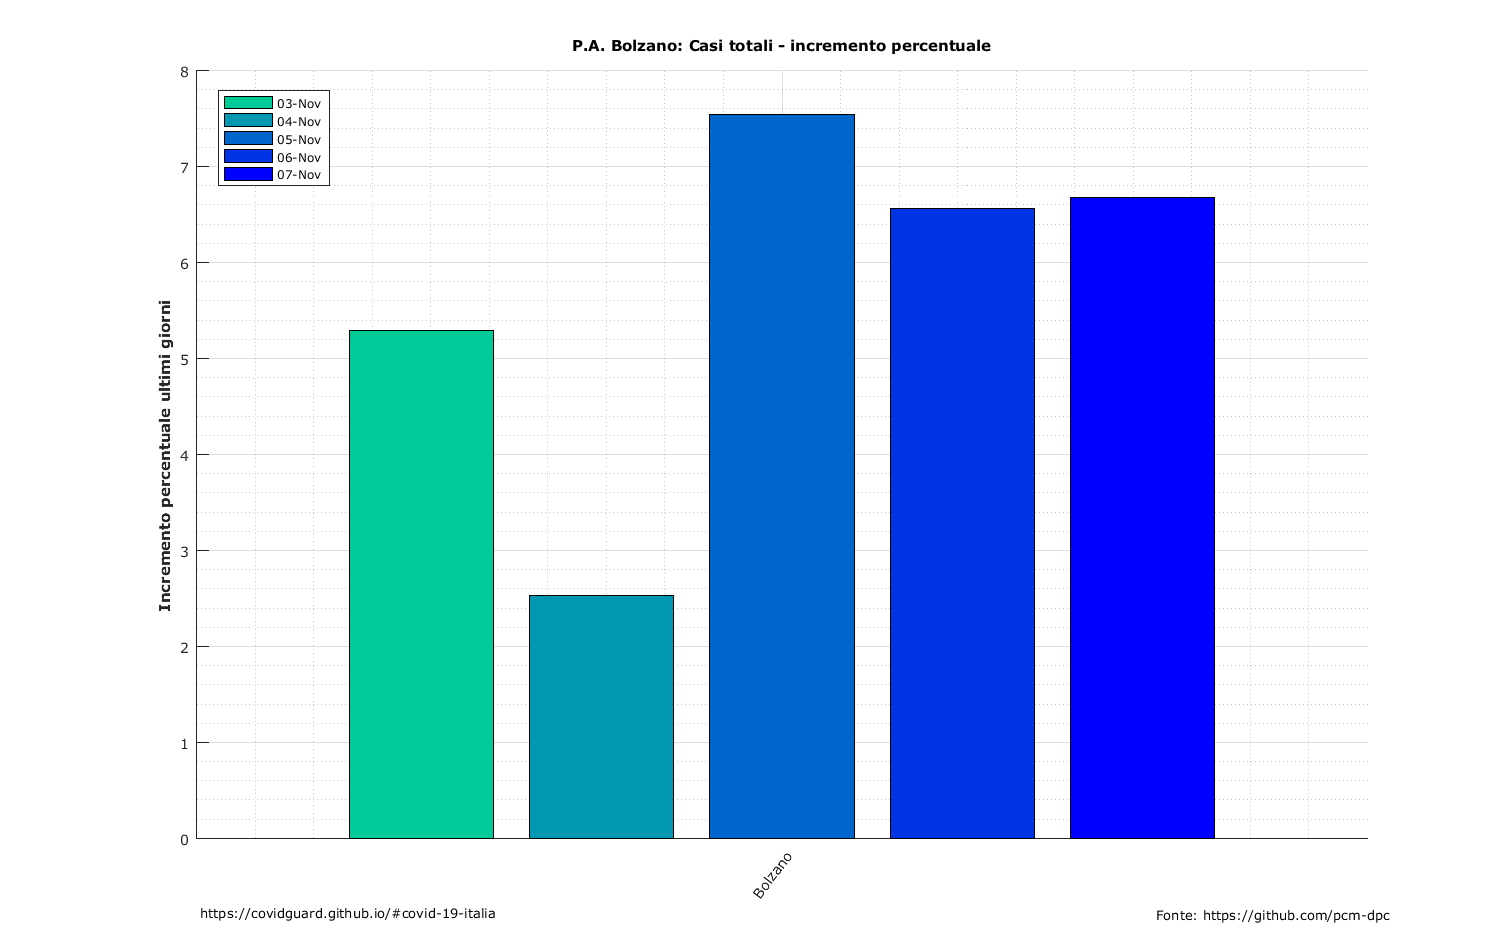 P.A. Bolzano: Casi totali - incremento percentuale
8
7
6
5
4
3
2
1
0
Incremento percentuale ultimi giorni
03-Nov
04-Nov
05-Nov
06-Nov
07-Nov
Bolzano
https://covidguard.github.io/#covid-19-italia
Fonte: https://github.com/pcm-dpc